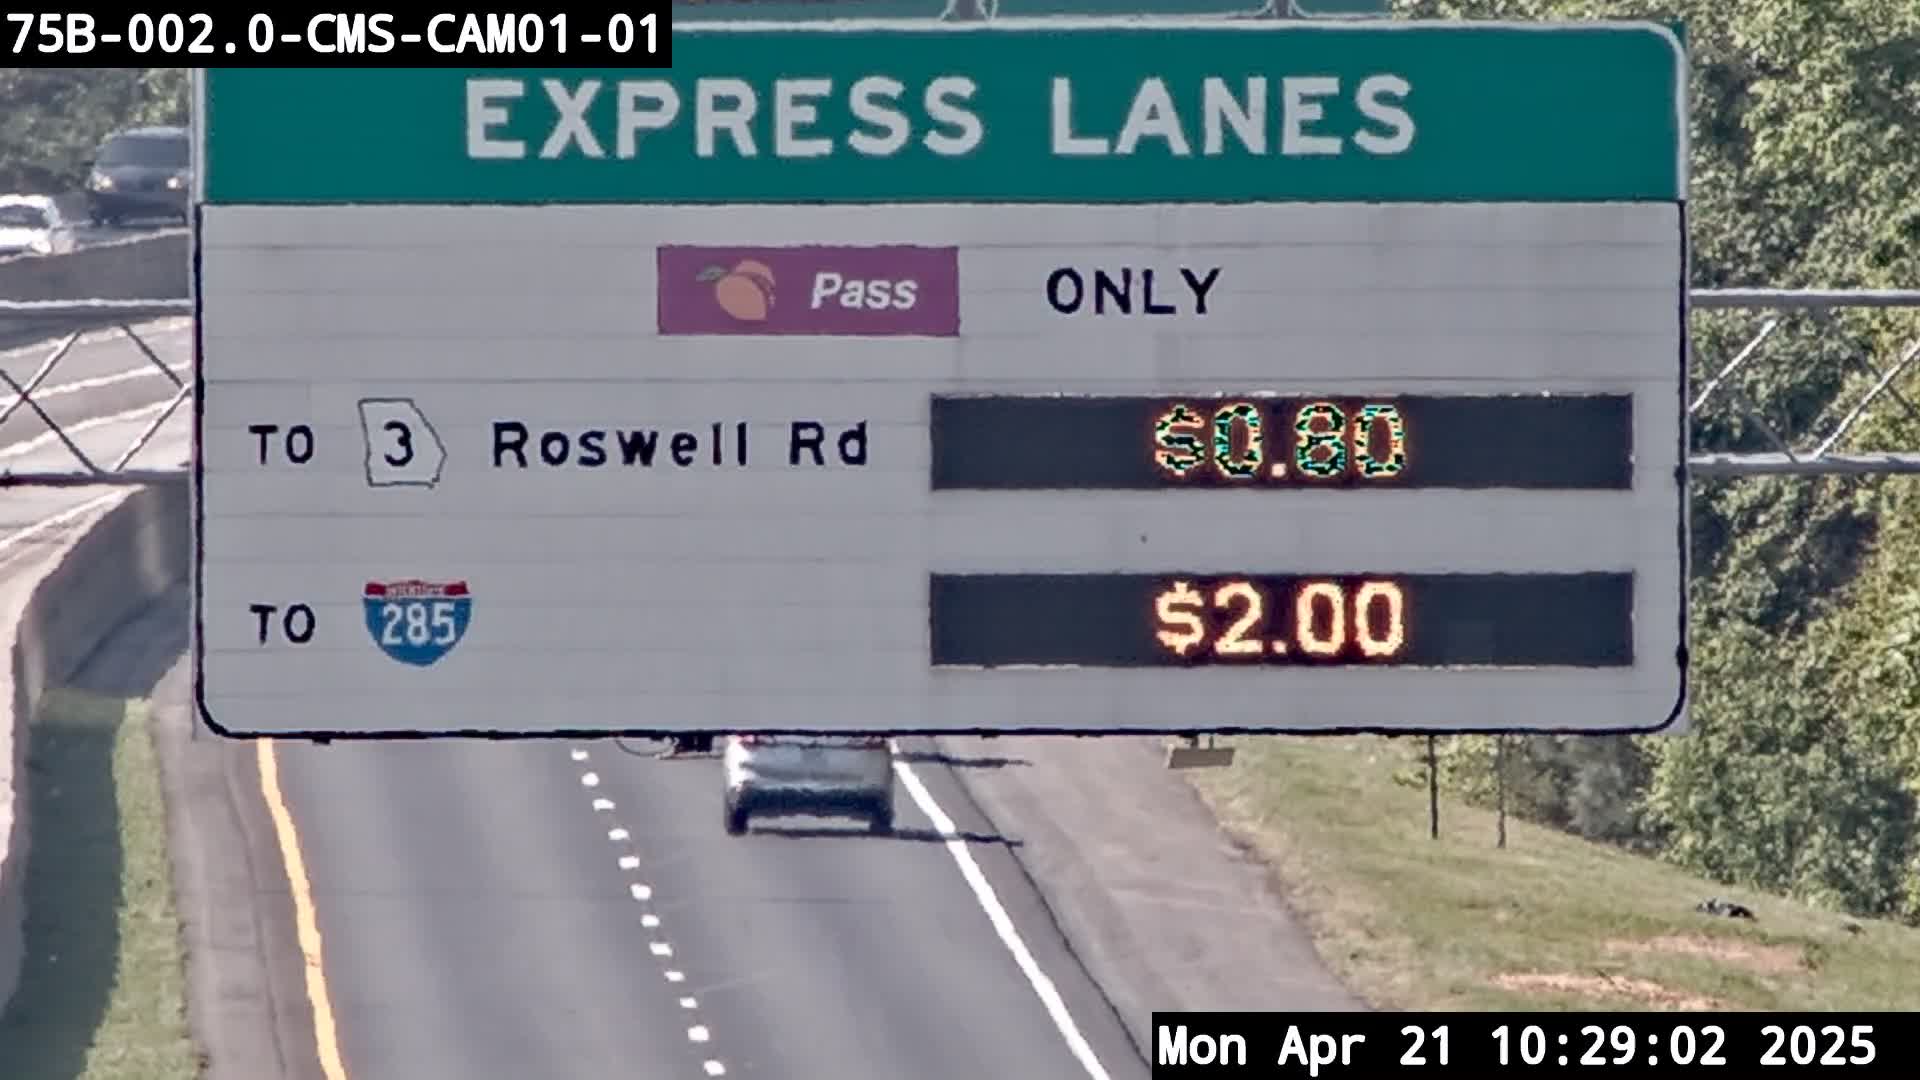 75B-002.0-CMS-CAM01-01
EXPRESS LANES
Pass ONLY
TO 3 Roswell Rd $0.80
INTERSTATE
TO 285 $2.00
Mon Apr 21 10:29:02 2025